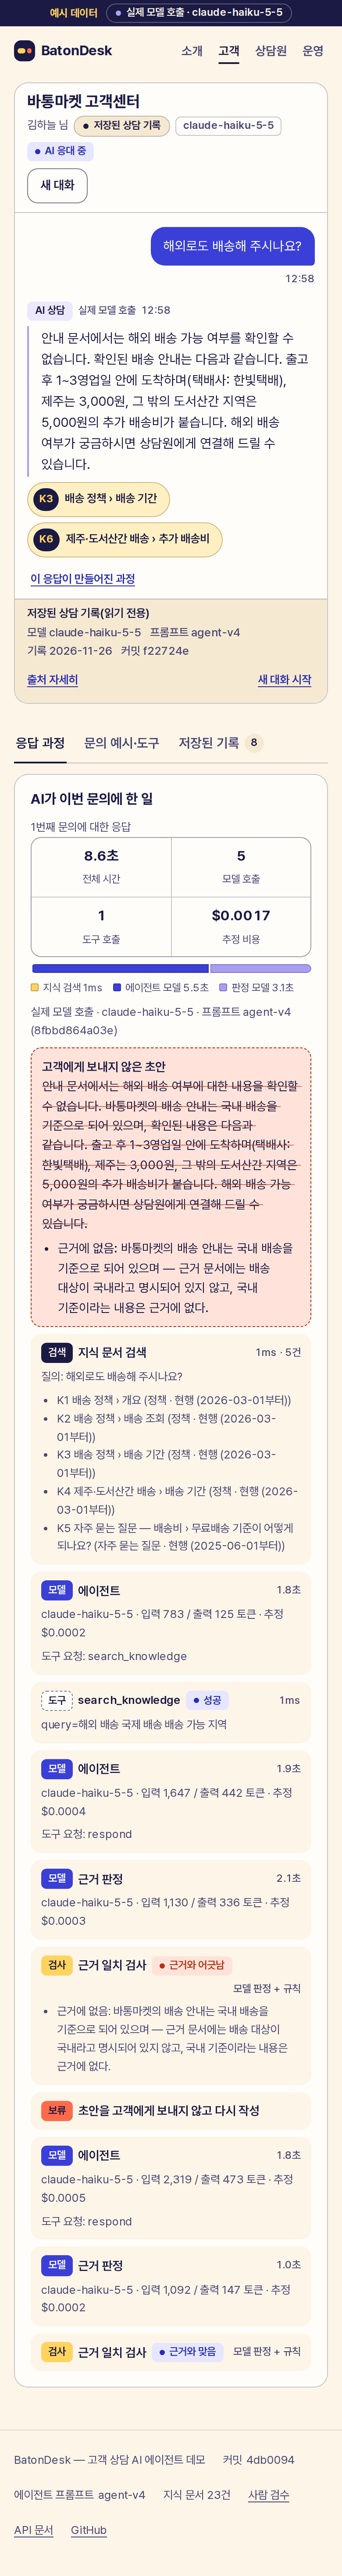 예시 데이터 실제 모델 호출 · claude-haiku-5-5
BatonDesk 소개 고객 상담원 운영
바통마켓 고객센터
김하늘 님 저장된 상담 기록 claude-haiku-5-5
AI 응대 중
새 대화
해외로도 배송해 주시나요?
12:58
AI 상담 실제 모델 호출 12:58
안내 문서에서는 해외 배송 가능 여부를 확인할 수
없습니다. 확인된 배송 안내는 다음과 같습니다. 출고
후 1~3영업일 안에 도착하며(택배사: 한빛택배),
제주는 3,000원, 그 밖의 도서산간 지역은
5,000원의 추가 배송비가 붙습니다. 해외 배송
여부가 궁금하시면 상담원에게 연결해 드릴 수
있습니다.
K3 배송 정책 › 배송 기간
K6 제주·도서산간 배송 › 추가 배송비
이 응답이 만들어진 과정
저장된 상담 기록(읽기 전용)
모델 claude-haiku-5-5 프롬프트 agent-v4
기록 2026-11-26 커밋 f22724e
출처 자세히 새 대화 시작
응답 과정 문의 예시·도구 저장된 기록 8
AI가 이번 문의에 한 일
1번째 문의에 대한 응답
8.6초 5
전체 시간 모델 호출
1 $0.0017
도구 호출 추정 비용
지식 검색 1ms 에이전트 모델 5.5초 판정 모델 3.1초
실제 모델 호출 · claude-haiku-5-5 · 프롬프트 agent-v4
(8fbbd864a03e)
고객에게 보내지 않은 초안
안내 문서에서는 해외 배송 여부에 대한 내용을 확인할
수 없습니다. 바통마켓의 배송 안내는 국내 배송을
기준으로 되어 있으며, 확인된 내용은 다음과
같습니다. 출고 후 1~3영업일 안에 도착하며(택배사:
한빛택배), 제주는 3,000원, 그 밖의 도서산간 지역은
5,000원의 추가 배송비가 붙습니다. 해외 배송 가능
여부가 궁금하시면 상담원에게 연결해 드릴 수
있습니다.
• 근거에 없음: 바통마켓의 배송 안내는 국내 배송을
기준으로 되어 있으며 — 근거 문서에는 배송
대상이 국내라고 명시되어 있지 않고, 국내
기준이라는 내용은 근거에 없다.
검색 지식 문서 검색 1ms · 5건
질의: 해외로도 배송해 주시나요?
• K1 배송 정책 › 개요 (정책 · 현행 (2026-03-01부터))
• K2 배송 정책 › 배송 조회 (정책 · 현행 (2026-03-
01부터))
• K3 배송 정책 › 배송 기간 (정책 · 현행 (2026-03-
01부터))
• K4 제주·도서산간 배송 › 배송 기간 (정책 · 현행 (2026-
03-01부터))
• K5 자주 묻는 질문 — 배송비 › 무료배송 기준이 어떻게
되나요? (자주 묻는 질문 · 현행 (2025-06-01부터))
모델 에이전트 1.8초
claude-haiku-5-5 · 입력 783 / 출력 125 토큰 · 추정
$0.0002
도구 요청: search_knowledge
도구 search_knowledge 성공 1ms
query=해외 배송 국제 배송 배송 가능 지역
모델 에이전트 1.9초
claude-haiku-5-5 · 입력 1,647 / 출력 442 토큰 · 추정
$0.0004
도구 요청: respond
모델 근거 판정 2.1초
claude-haiku-5-5 · 입력 1,130 / 출력 336 토큰 · 추정
$0.0003
검사 근거 일치 검사 근거와 어긋남
모델 판정 + 규칙
• 근거에 없음: 바통마켓의 배송 안내는 국내 배송을
기준으로 되어 있으며 — 근거 문서에는 배송 대상이
국내라고 명시되어 있지 않고, 국내 기준이라는 내용은
근거에 없다.
보류 초안을 고객에게 보내지 않고 다시 작성
모델 에이전트 1.8초
claude-haiku-5-5 · 입력 2,319 / 출력 473 토큰 · 추정
$0.0005
도구 요청: respond
모델 근거 판정 1.0초
claude-haiku-5-5 · 입력 1,092 / 출력 147 토큰 · 추정
$0.0002
검사 근거 일치 검사 근거와 맞음 모델 판정 + 규칙
BatonDesk — 고객 상담 AI 에이전트 데모 커밋 4db0094
에이전트 프롬프트 agent-v4 지식 문서 23건 사람 검수
API 문서 GitHub